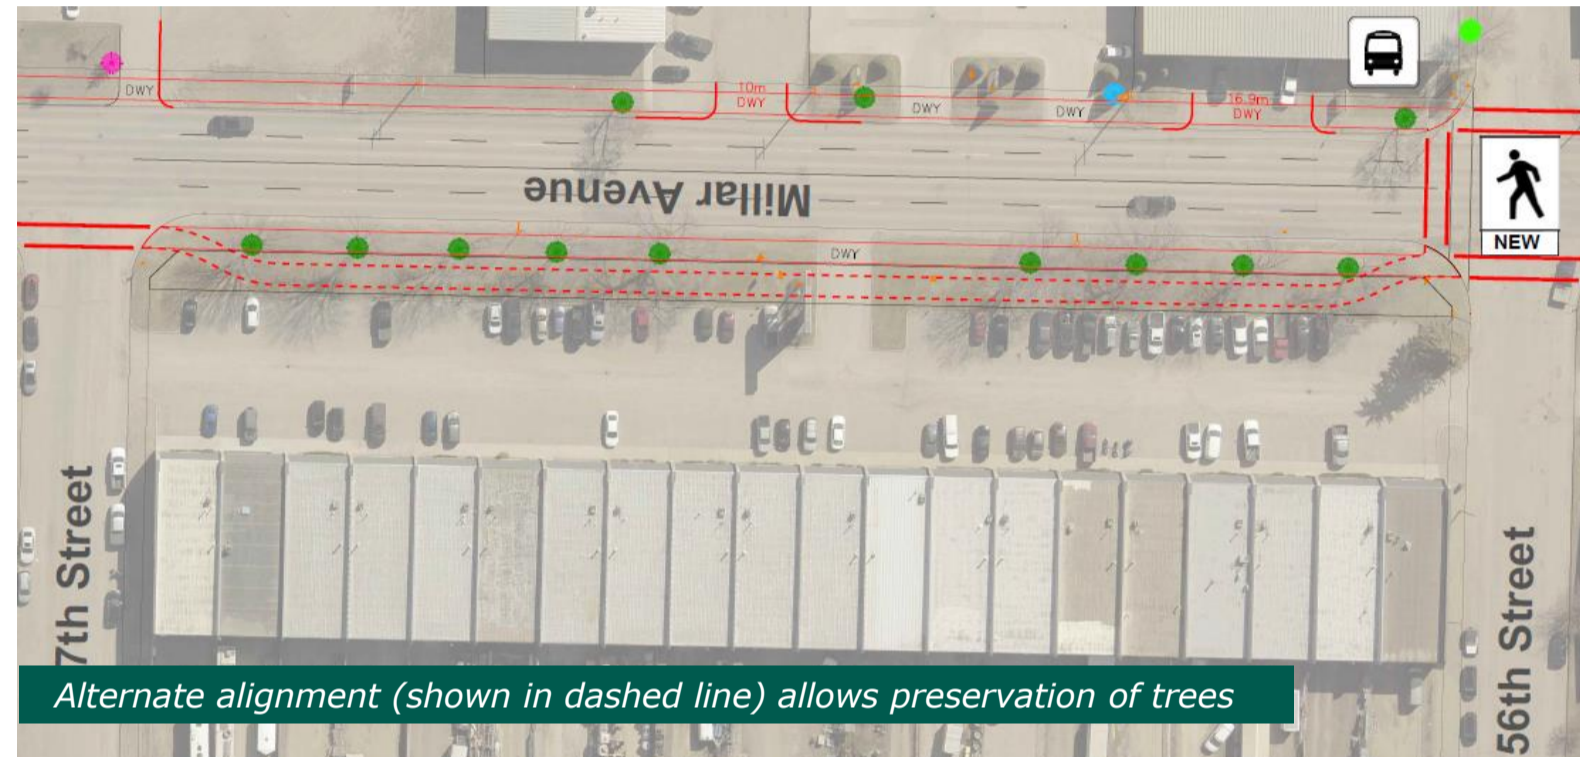 DWY
10m
DWY
DWY
DWY
16.9m
DWY
Millar Avenue
NEW
DWY
7th Street
56th Street
Alternate alignment (shown in dashed line) allows preservation of trees